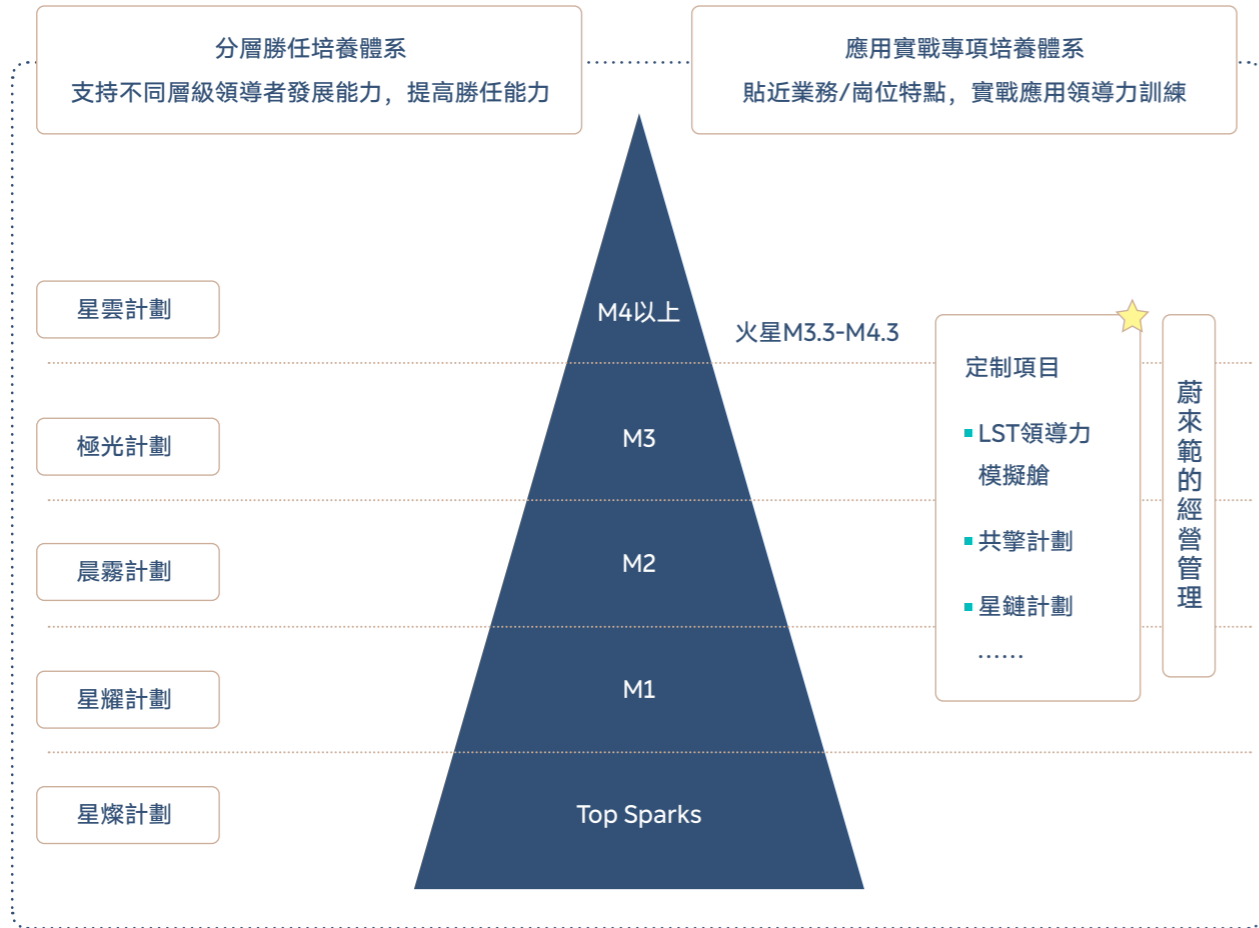 分層勝任培養體系
支持不同層級領導者發展能力，提高勝任能力
應用實戰專項培養體系
貼近業務/崗位特點，實戰應用領導力訓練
星雲計劃
M4以上
火星M3.3-M4.3
極光計劃
M3
晨霧計劃
M2
星耀計劃
M1
星燦計劃
Top Sparks
定制項目
LST領導力
模擬艙
共擎計劃
星鏈計劃
……
蔚來範的經營管理